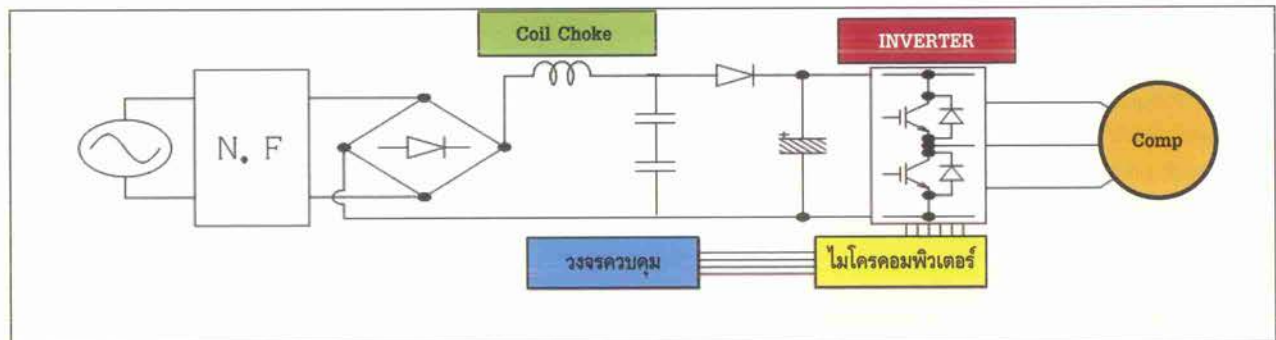 Coil Choke
INVERTER
N. F
Comp
วงจรควบคุม
ไมโครคอมพิวเตอร์